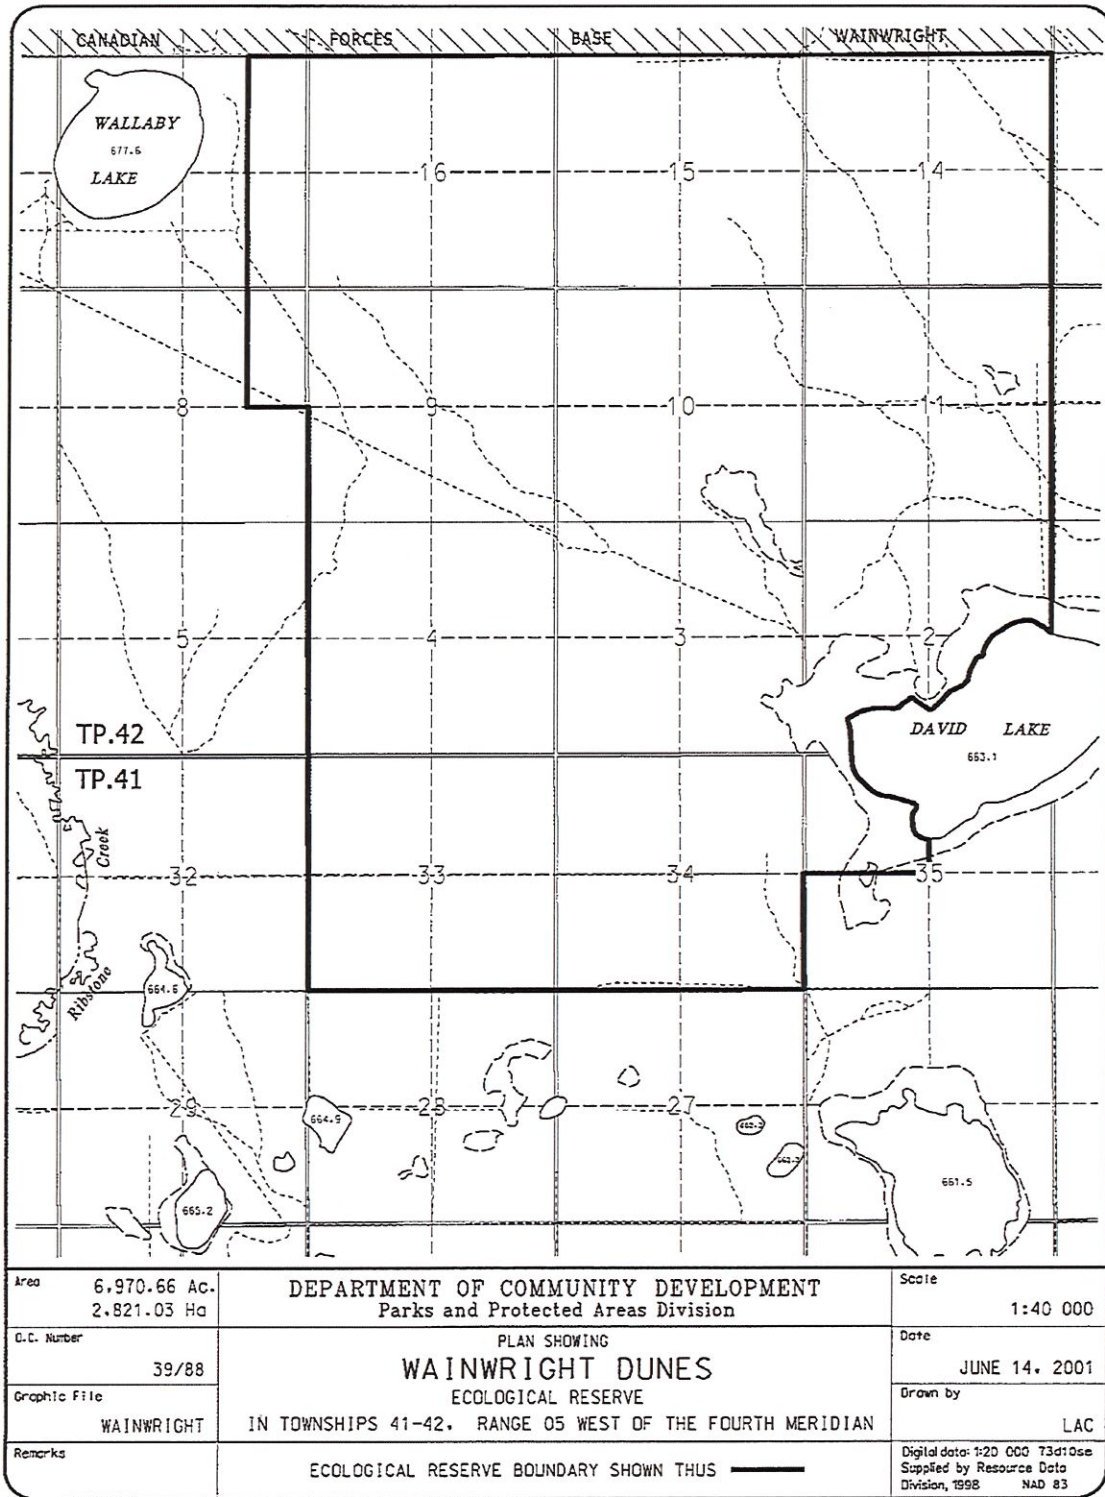 CANADIAN FORCES BASE WAINWRIGHT
WALLABY
677.6
LAKE
16 15 14
8 9 10 11
5 4 3 2
TP.42
DAVID LAKE
663.1
TP.41
Creek
32 33 34 35
Ribstone
664.6
29 664.9 28 27
665.2
661.5
Area
6,970.66 Ac.
2,821.03 Ha
DEPARTMENT OF COMMUNITY DEVELOPMENT
Parks and Protected Areas Division
Scale
1:40 000
O.C. Number
39/88
PLAN SHOWING
WAINWRIGHT DUNES
ECOLOGICAL RESERVE
IN TOWNSHIPS 41-42, RANGE 05 WEST OF THE FOURTH MERIDIAN
Date
JUNE 14, 2001
Graphic File
WAINWRIGHT
Drawn by
LAC
Remarks
ECOLOGICAL RESERVE BOUNDARY SHOWN THUS
Digital data: 1:20 000 73d10se
Supplied by Resource Data
Division, 1998 NAD 83